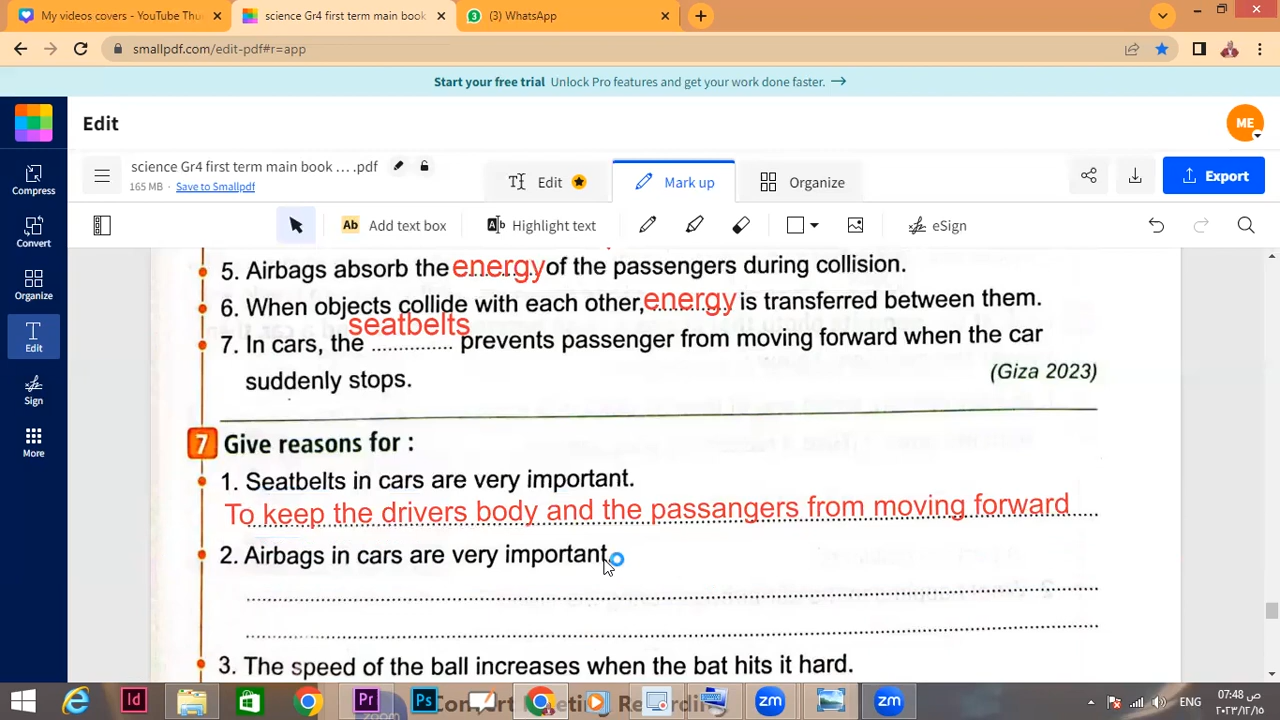 My videos covers - YouTube Thu
science Gr4 first term main book
(3) WhatsApp
smallpdf.com/edit-pdf#r=app
Start your free trial Unlock Pro features and get your work done faster.
Edit
ME
science Gr4 first term main book ... .pdf
165 MB Save to Smallpdf
Edit
Mark up
Organize
Export
Compress
Convert
Organize
Edit
Sign
More
Ab Add text box
A Highlight text
eSign
5. Airbags absorb the energy of the passengers during collision.
6. When objects collide with each other, energy is transferred between them.
seatbelts
7. In cars, the .............. prevents passenger from moving forward when the car
suddenly stops.
(Giza 2023)
7 Give reasons for :
1. Seatbelts in cars are very important.
To keep the drivers body and the passangers from moving forward
2. Airbags in cars are very important.
3. The speed of the ball increases when the bat hits it hard.
zoom
ENG
07:48 ص
٢٠٢٣/١٢/١٥